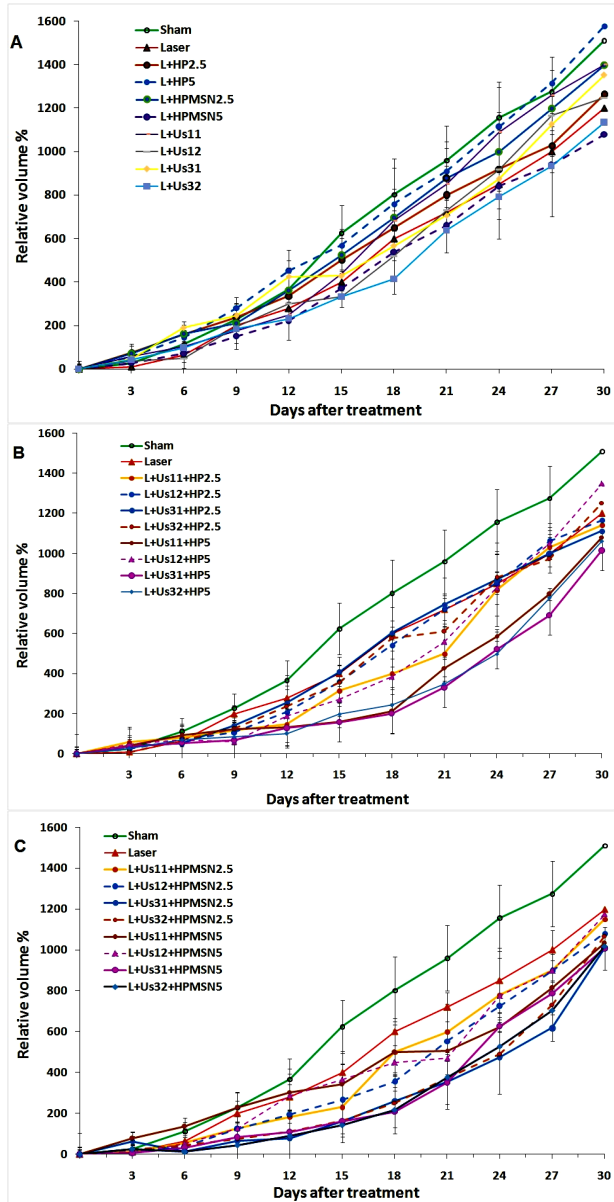 A
Relative volume %
1600
1400
1200
1000
800
600
400
200
0
Sham
Laser
L+HP2.5
L+HP5
L+HPMSN2.5
L+HPMSN5
L+Us11
L+Us12
L+Us31
L+Us32
3 6 9 12 15 18 21 24 27 30
Days after treatment
B
Relative volume %
1600
1400
1200
1000
800
600
400
200
0
Sham
Laser
L+Us11+HP2.5
L+Us12+HP2.5
L+Us31+HP2.5
L+Us32+HP2.5
L+Us11+HP5
L+Us12+HP5
L+Us31+HP5
L+Us32+HP5
3 6 9 12 15 18 21 24 27 30
Days after treatment
C
Relative volume %
1600
1400
1200
1000
800
600
400
200
0
Sham
Laser
L+Us11+HPMSN2.5
L+Us12+HPMSN2.5
L+Us31+HPMSN2.5
L+Us32+HPMSN2.5
L+Us11+HPMSN5
L+Us12+HPMSN5
L+Us31+HPMSN5
L+Us32+HPMSN5
3 6 9 12 15 18 21 24 27 30
Days after treatment